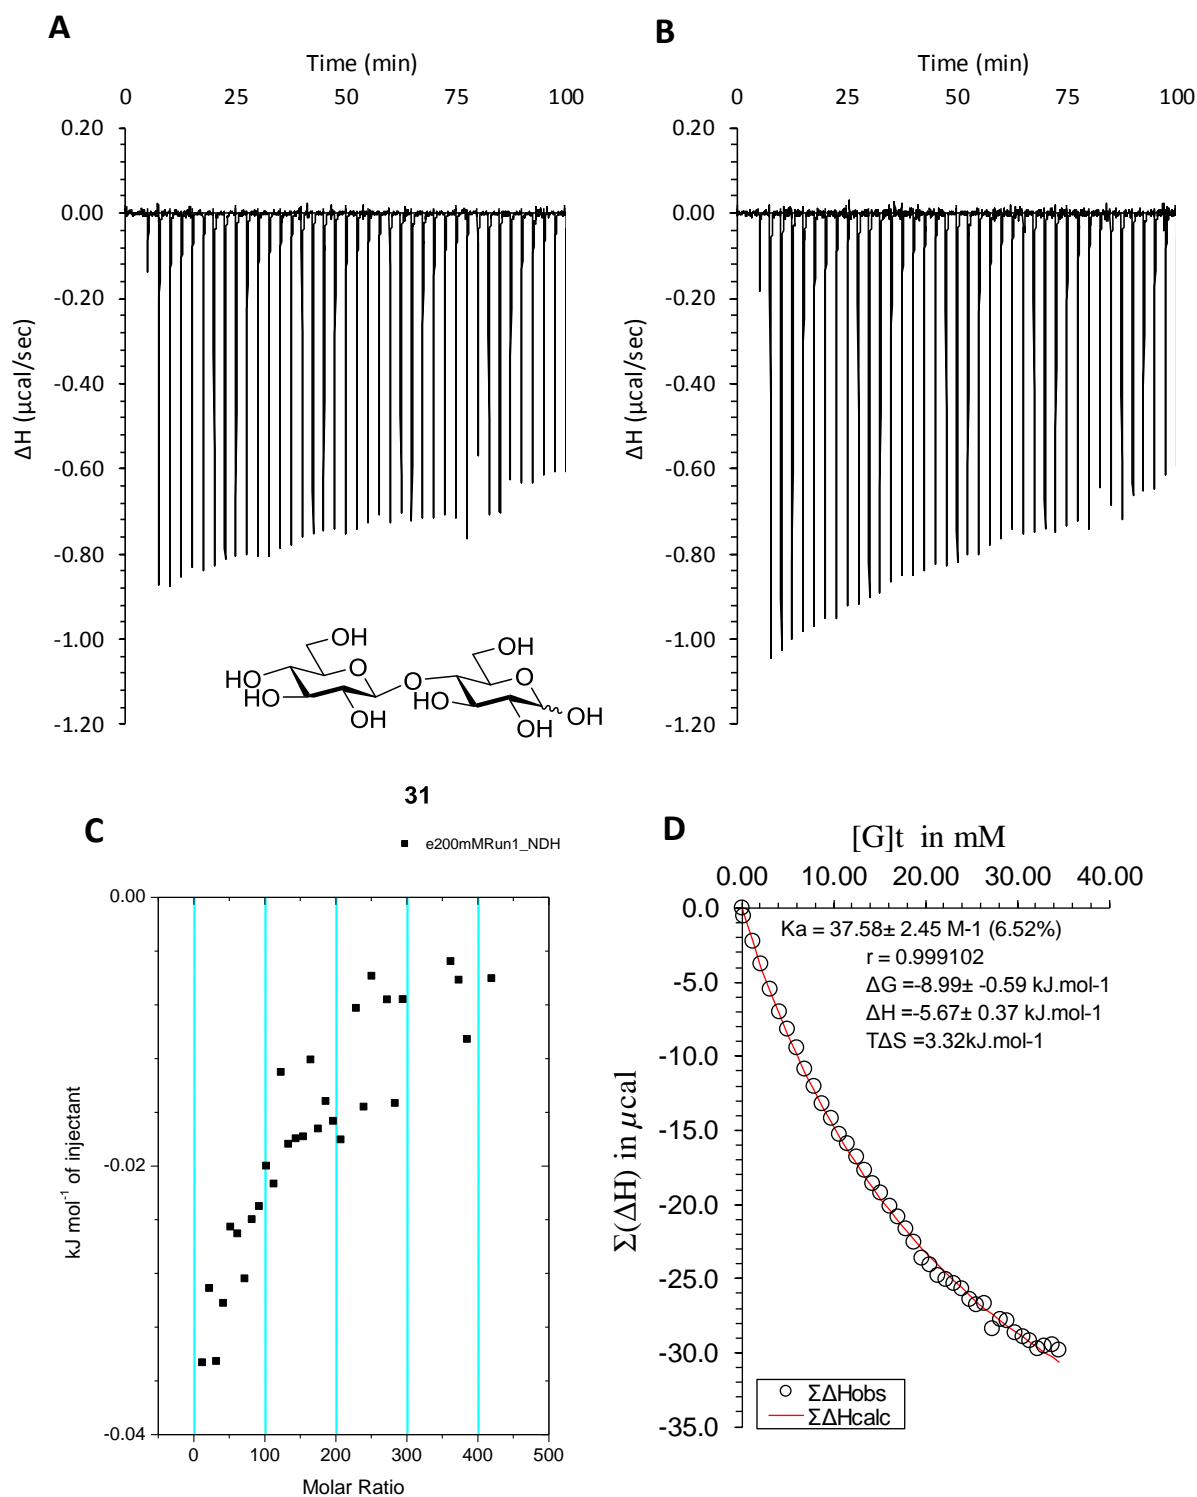 A
Time (min)
0 25 50 75 100
0.20
0.00
-0.20
-0.40
-0.60
-0.80
-1.00
-1.20
ΔH (µcal/sec)
OH
O
HO
HO
OH
O
OH
O
HO
OH
OH
31
B
Time (min)
0 25 50 75 100
0.20
0.00
-0.20
-0.40
-0.60
-0.80
-1.00
-1.20
ΔH (µcal/sec)
C
e200mMRun1_NDH
0.00
-0.02
-0.04
kJ mol⁻¹ of injectant
0 100 200 300 400 500
Molar Ratio
D
[G]t in mM
0.00 10.00 20.00 30.00 40.00
0.0
-5.0
-10.0
-15.0
-20.0
-25.0
-30.0
-35.0
Σ(ΔH) in µcal
Ka = 37.58± 2.45 M-1 (6.52%)
r = 0.999102
ΔG =-8.99± -0.59 kJ.mol-1
ΔH =-5.67± 0.37 kJ.mol-1
TΔS =3.32kJ.mol-1
ΣΔHobs
ΣΔHcalc